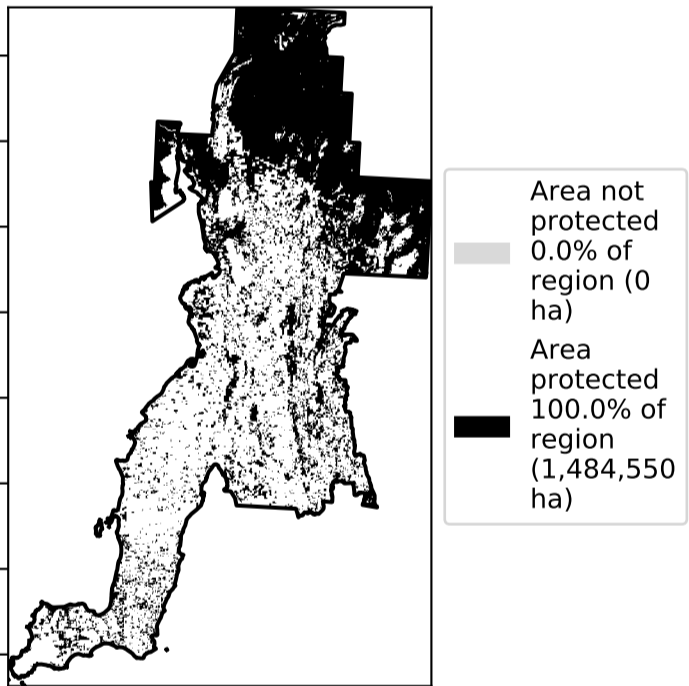 Area not
protected
0.0% of
region (0
ha)
Area
protected
100.0% of
region
(1,484,550
ha)